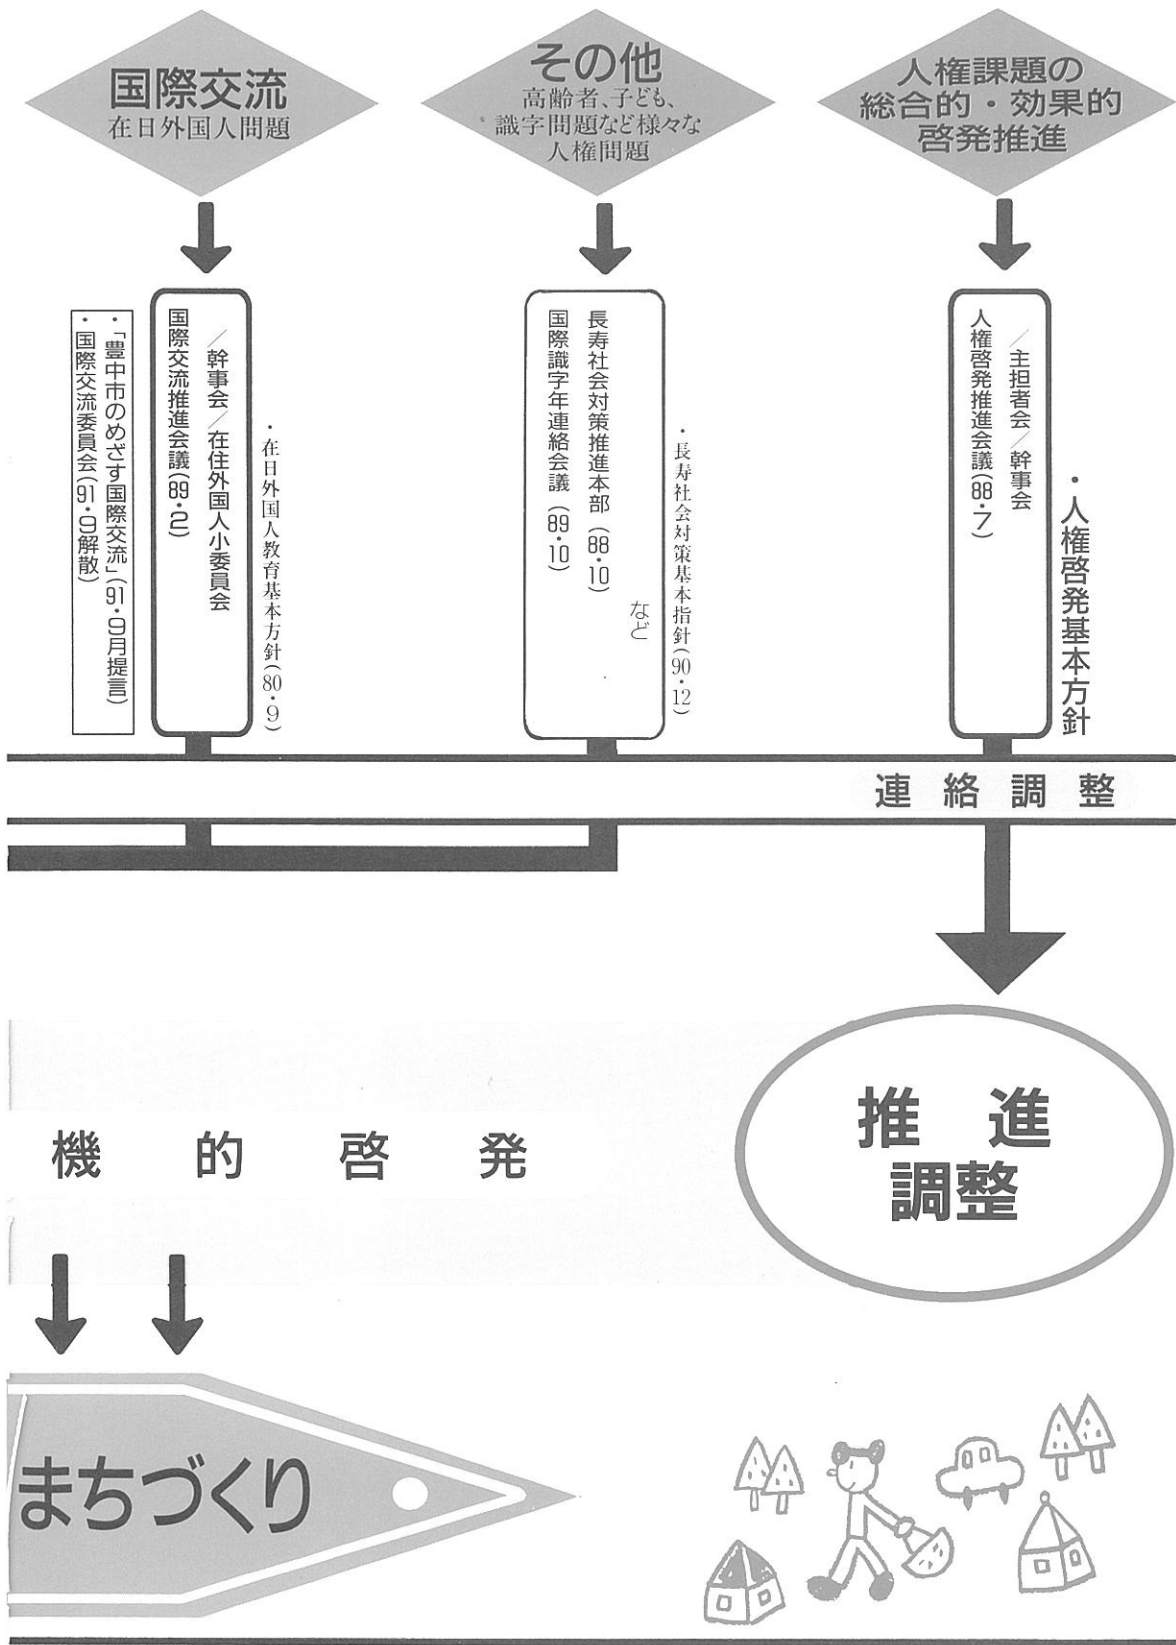 国際交流
在日外国人問題
その他
高齢者、子ども、
識字問題など様々な
人権問題
人権課題の
総合的・効果的
啓発推進
・在日外国人教育基本方針(80・9)
／幹事会／在住外国人小委員会
国際交流推進会議(89・2)
・「豊中市のめざす国際交流」(91・9月提言)
・国際交流委員会(91・9解散)
・長寿社会対策基本指針(90・12)
など
長寿社会対策推進本部(88・10)
国際識字年連絡会議(89・10)
・人権啓発基本方針
／主担者会／幹事会
人権啓発推進会議(88・7)
連絡調整
推進
調整
機的啓発
まちづくり